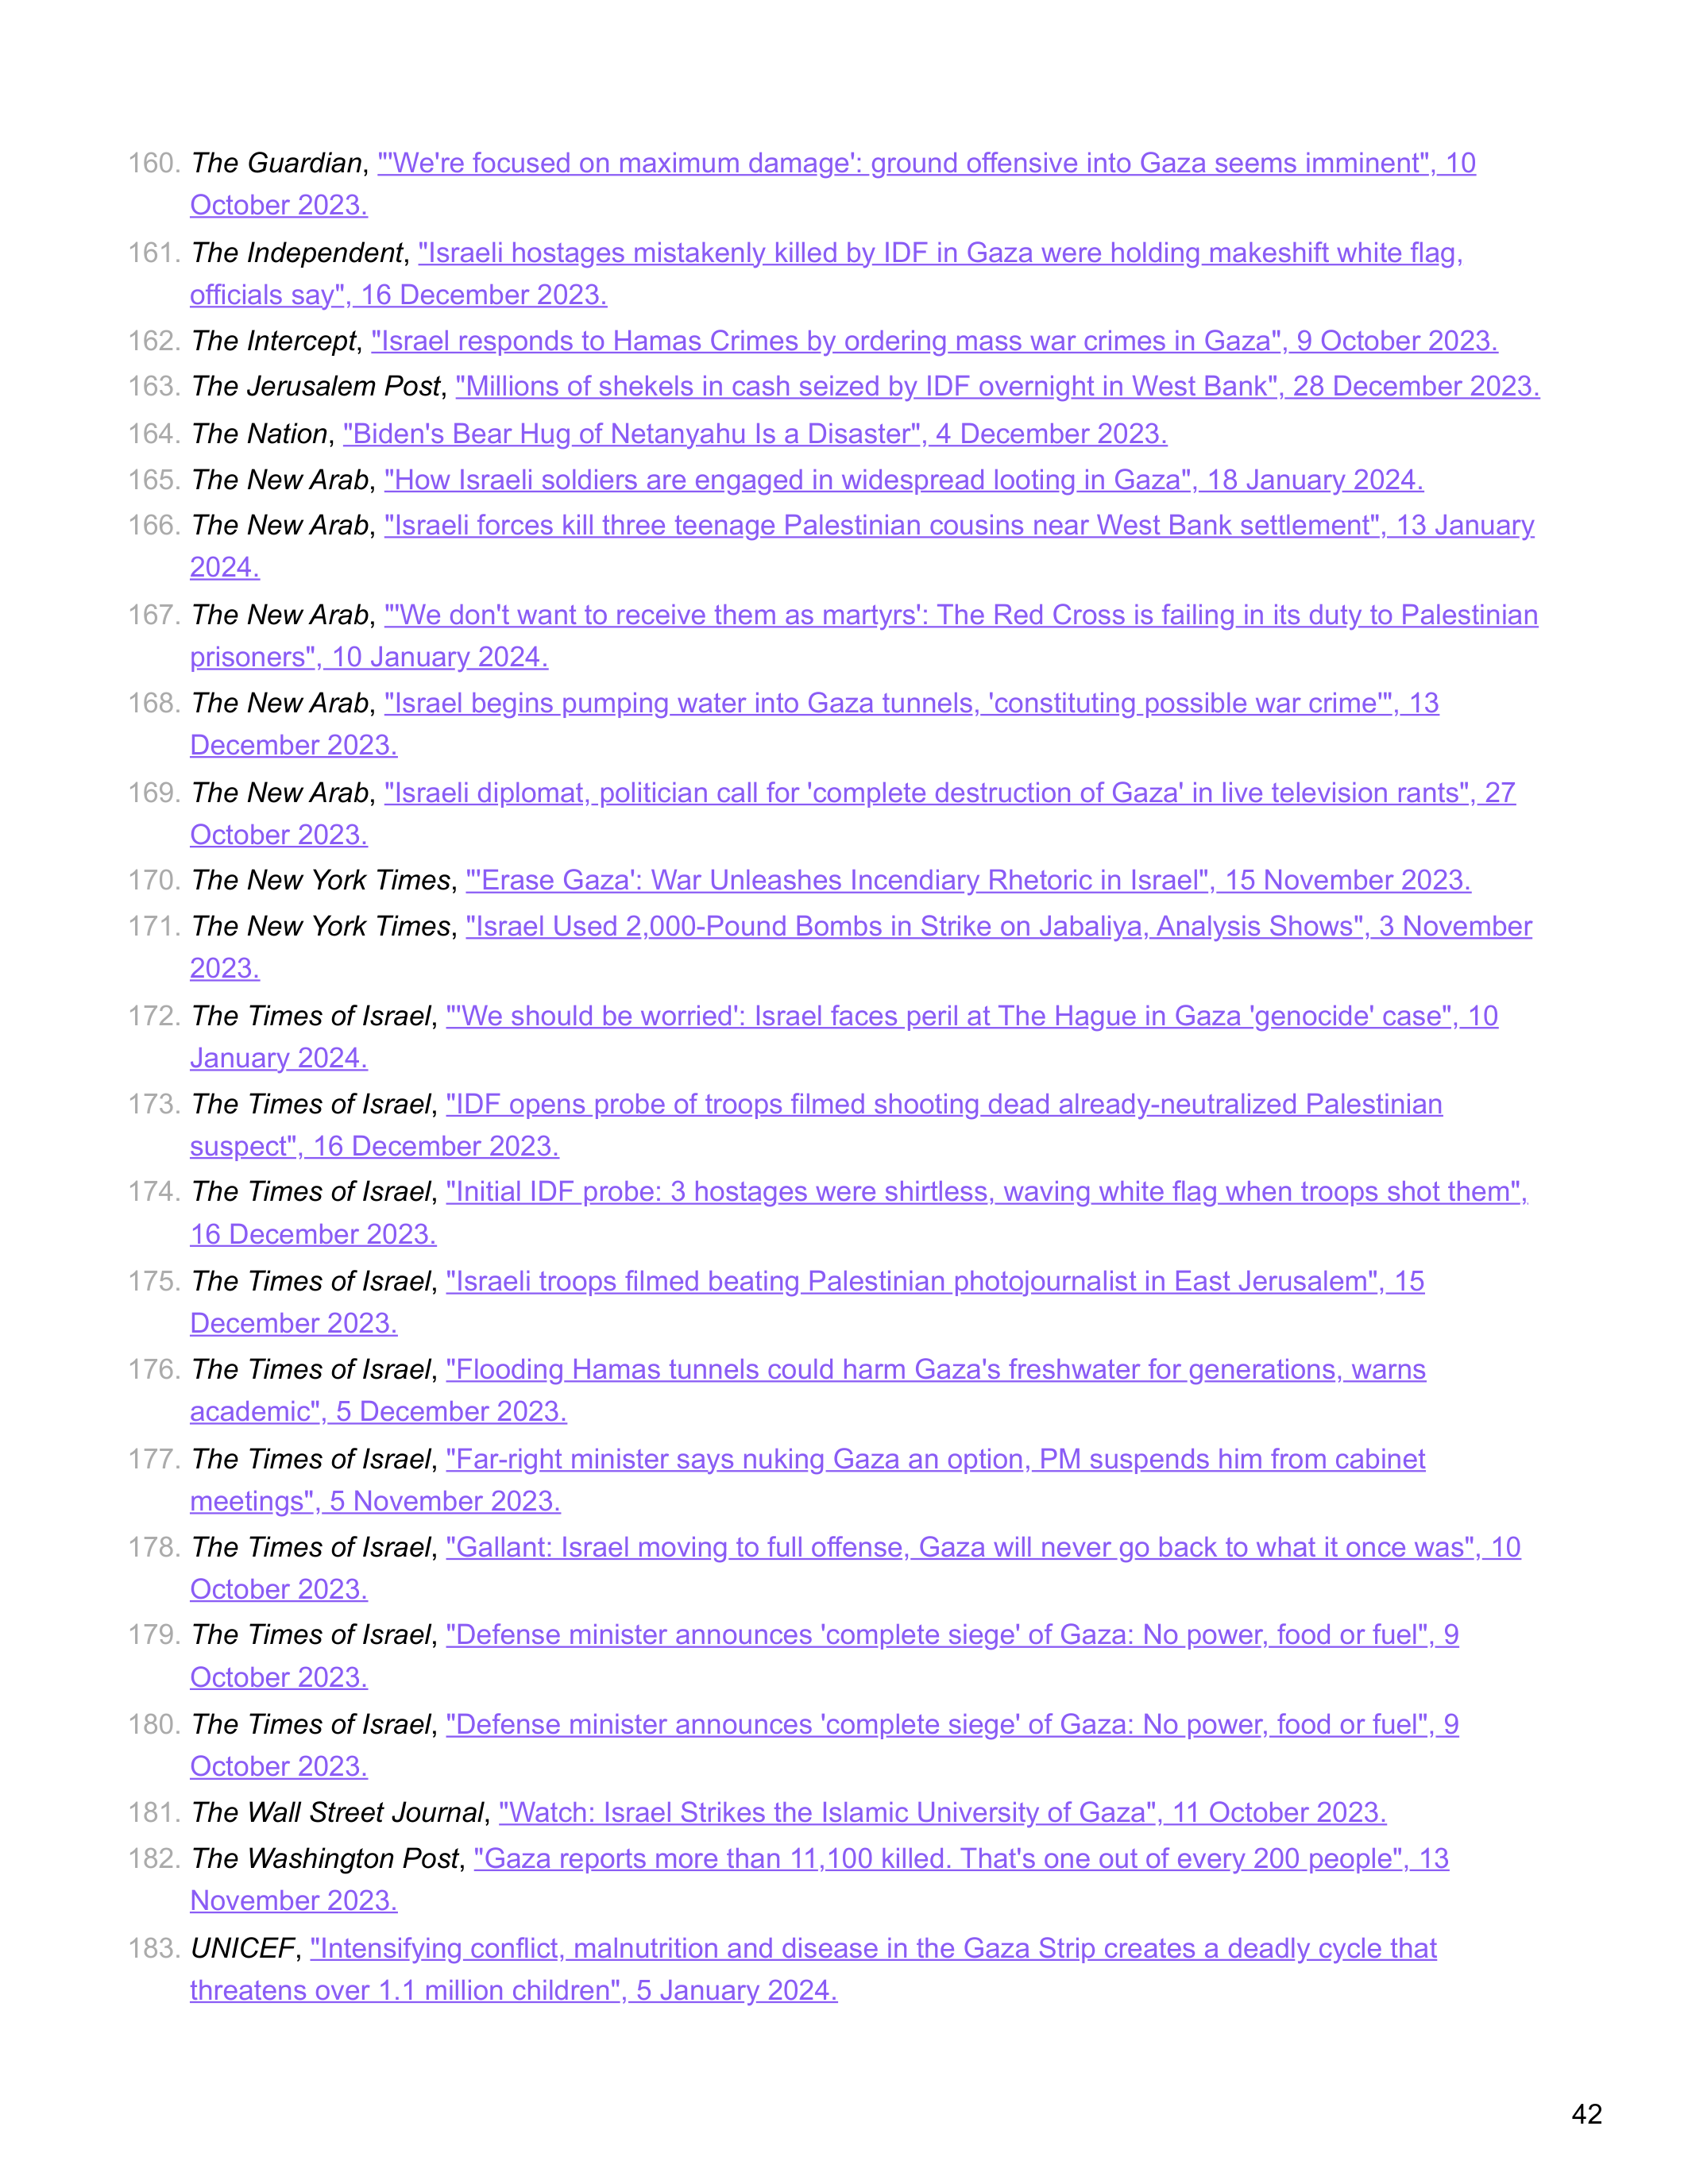 160. The Guardian, "'We're focused on maximum damage': ground offensive into Gaza seems imminent", 10
October 2023.
161. The Independent, "Israeli hostages mistakenly killed by IDF in Gaza were holding makeshift white flag,
officials say", 16 December 2023.
162. The Intercept, "Israel responds to Hamas Crimes by ordering mass war crimes in Gaza", 9 October 2023.
163. The Jerusalem Post, "Millions of shekels in cash seized by IDF overnight in West Bank", 28 December 2023.
164. The Nation, "Biden's Bear Hug of Netanyahu Is a Disaster", 4 December 2023.
165. The New Arab, "How Israeli soldiers are engaged in widespread looting in Gaza", 18 January 2024.
166. The New Arab, "Israeli forces kill three teenage Palestinian cousins near West Bank settlement", 13 January
2024.
167. The New Arab, "'We don't want to receive them as martyrs': The Red Cross is failing in its duty to Palestinian
prisoners", 10 January 2024.
168. The New Arab, "Israel begins pumping water into Gaza tunnels, 'constituting possible war crime'", 13
December 2023.
169. The New Arab, "Israeli diplomat, politician call for 'complete destruction of Gaza' in live television rants", 27
October 2023.
170. The New York Times, "'Erase Gaza': War Unleashes Incendiary Rhetoric in Israel", 15 November 2023.
171. The New York Times, "Israel Used 2,000-Pound Bombs in Strike on Jabaliya, Analysis Shows", 3 November
2023.
172. The Times of Israel, "'We should be worried': Israel faces peril at The Hague in Gaza 'genocide' case", 10
January 2024.
173. The Times of Israel, "IDF opens probe of troops filmed shooting dead already-neutralized Palestinian
suspect", 16 December 2023.
174. The Times of Israel, "Initial IDF probe: 3 hostages were shirtless, waving white flag when troops shot them",
16 December 2023.
175. The Times of Israel, "Israeli troops filmed beating Palestinian photojournalist in East Jerusalem", 15
December 2023.
176. The Times of Israel, "Flooding Hamas tunnels could harm Gaza's freshwater for generations, warns
academic", 5 December 2023.
177. The Times of Israel, "Far-right minister says nuking Gaza an option, PM suspends him from cabinet
meetings", 5 November 2023.
178. The Times of Israel, "Gallant: Israel moving to full offense, Gaza will never go back to what it once was", 10
October 2023.
179. The Times of Israel, "Defense minister announces 'complete siege' of Gaza: No power, food or fuel", 9
October 2023.
180. The Times of Israel, "Defense minister announces 'complete siege' of Gaza: No power, food or fuel", 9
October 2023.
181. The Wall Street Journal, "Watch: Israel Strikes the Islamic University of Gaza", 11 October 2023.
182. The Washington Post, "Gaza reports more than 11,100 killed. That's one out of every 200 people", 13
November 2023.
183. UNICEF, "Intensifying conflict, malnutrition and disease in the Gaza Strip creates a deadly cycle that
threatens over 1.1 million children", 5 January 2024.
42